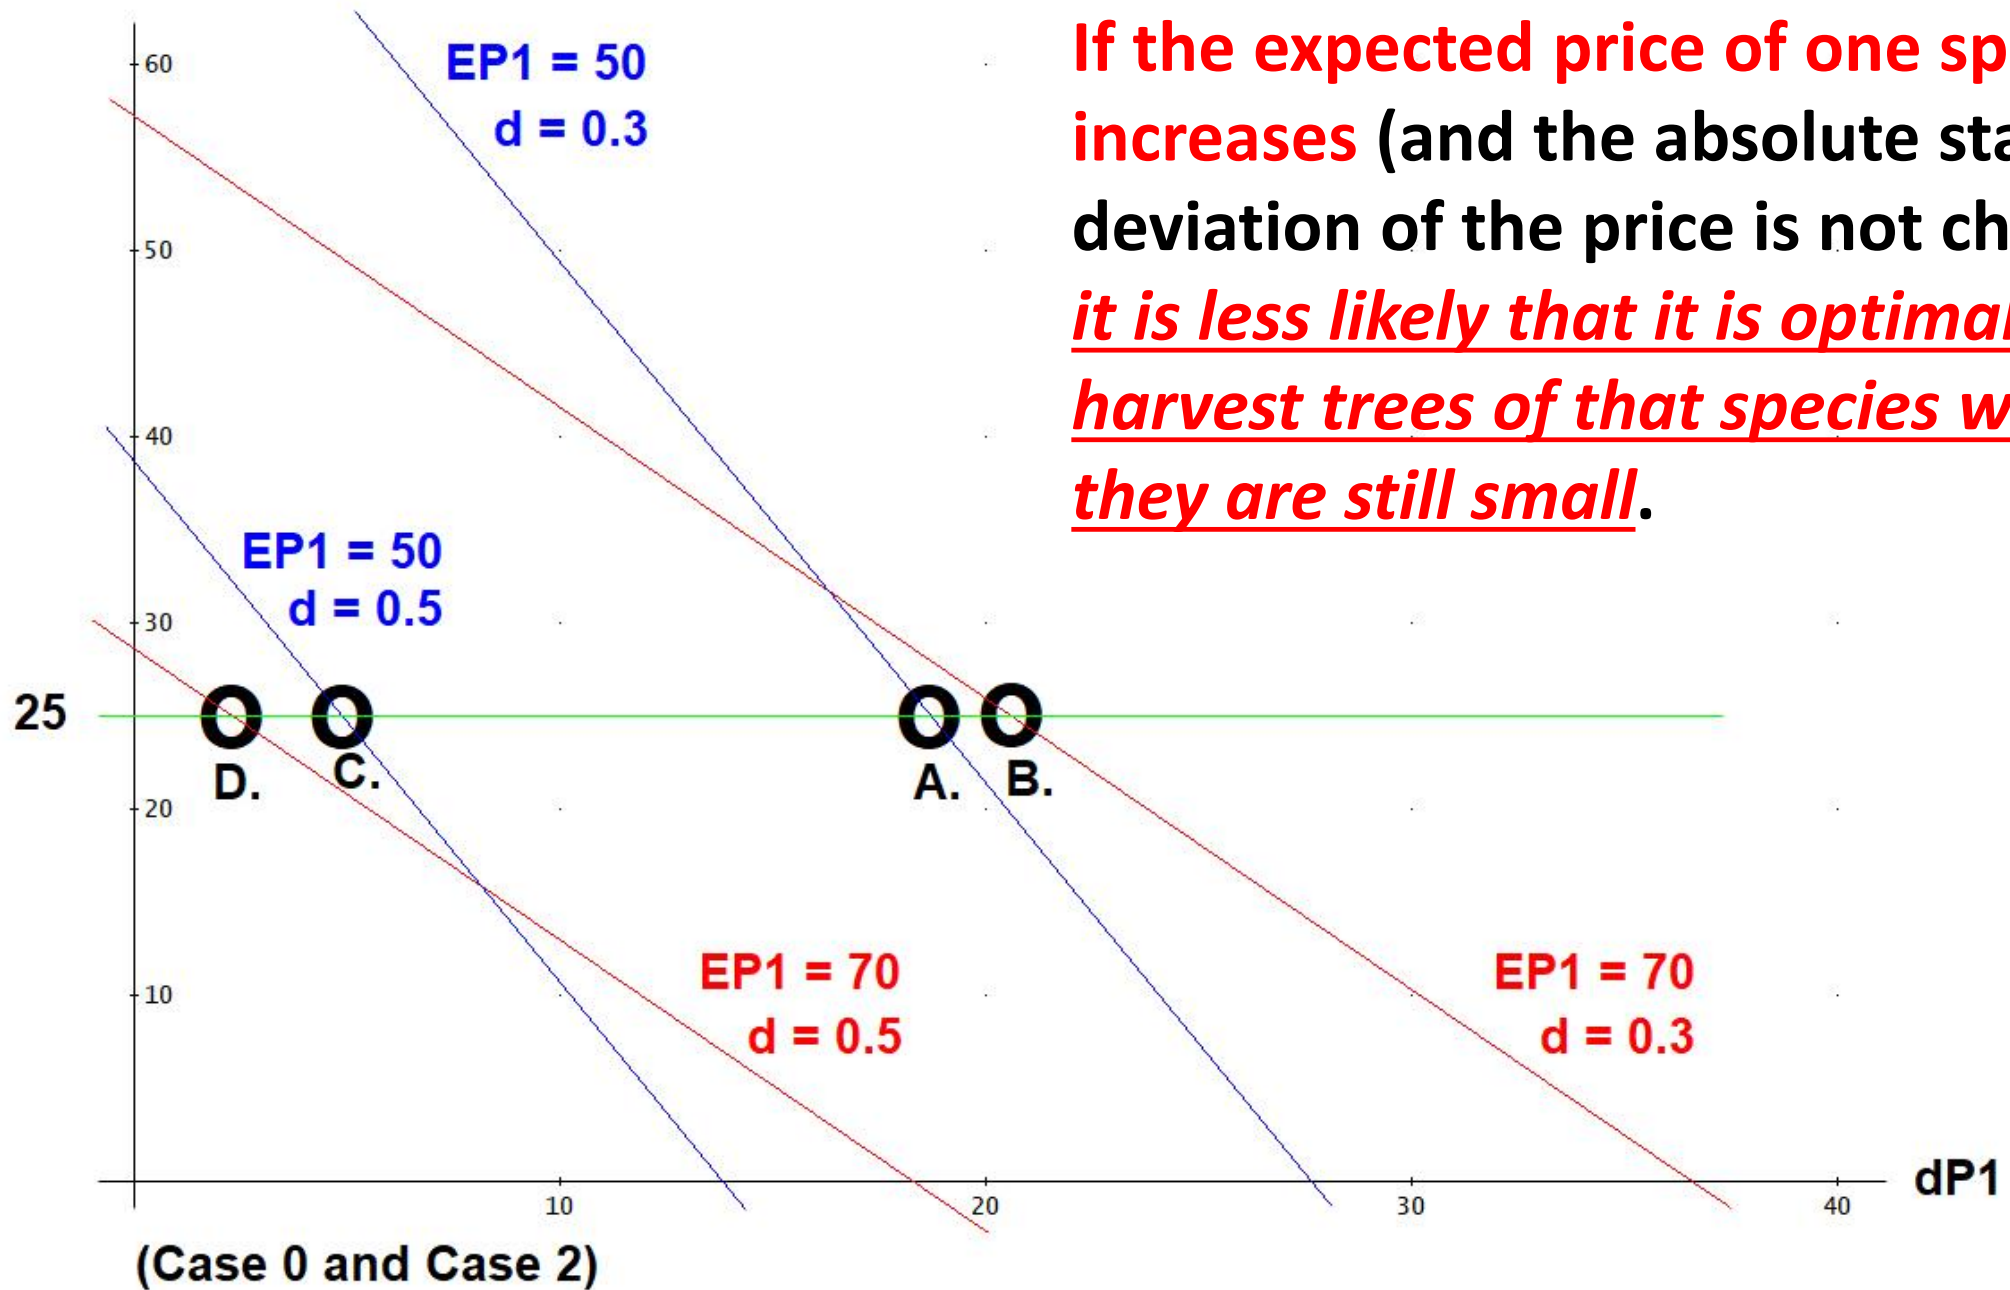 If the expected price of one sp
increases (and the absolute sta
deviation of the price is not ch
it is less likely that it is optimal
harvest trees of that species w
they are still small.
60
EP1 = 50
d = 0.3
50
40
EP1 = 50
d = 0.5
30
25
D.
C.
A.
B.
20
EP1 = 70
d = 0.5
EP1 = 70
d = 0.3
10
dP1
10
20
30
40
(Case 0 and Case 2)